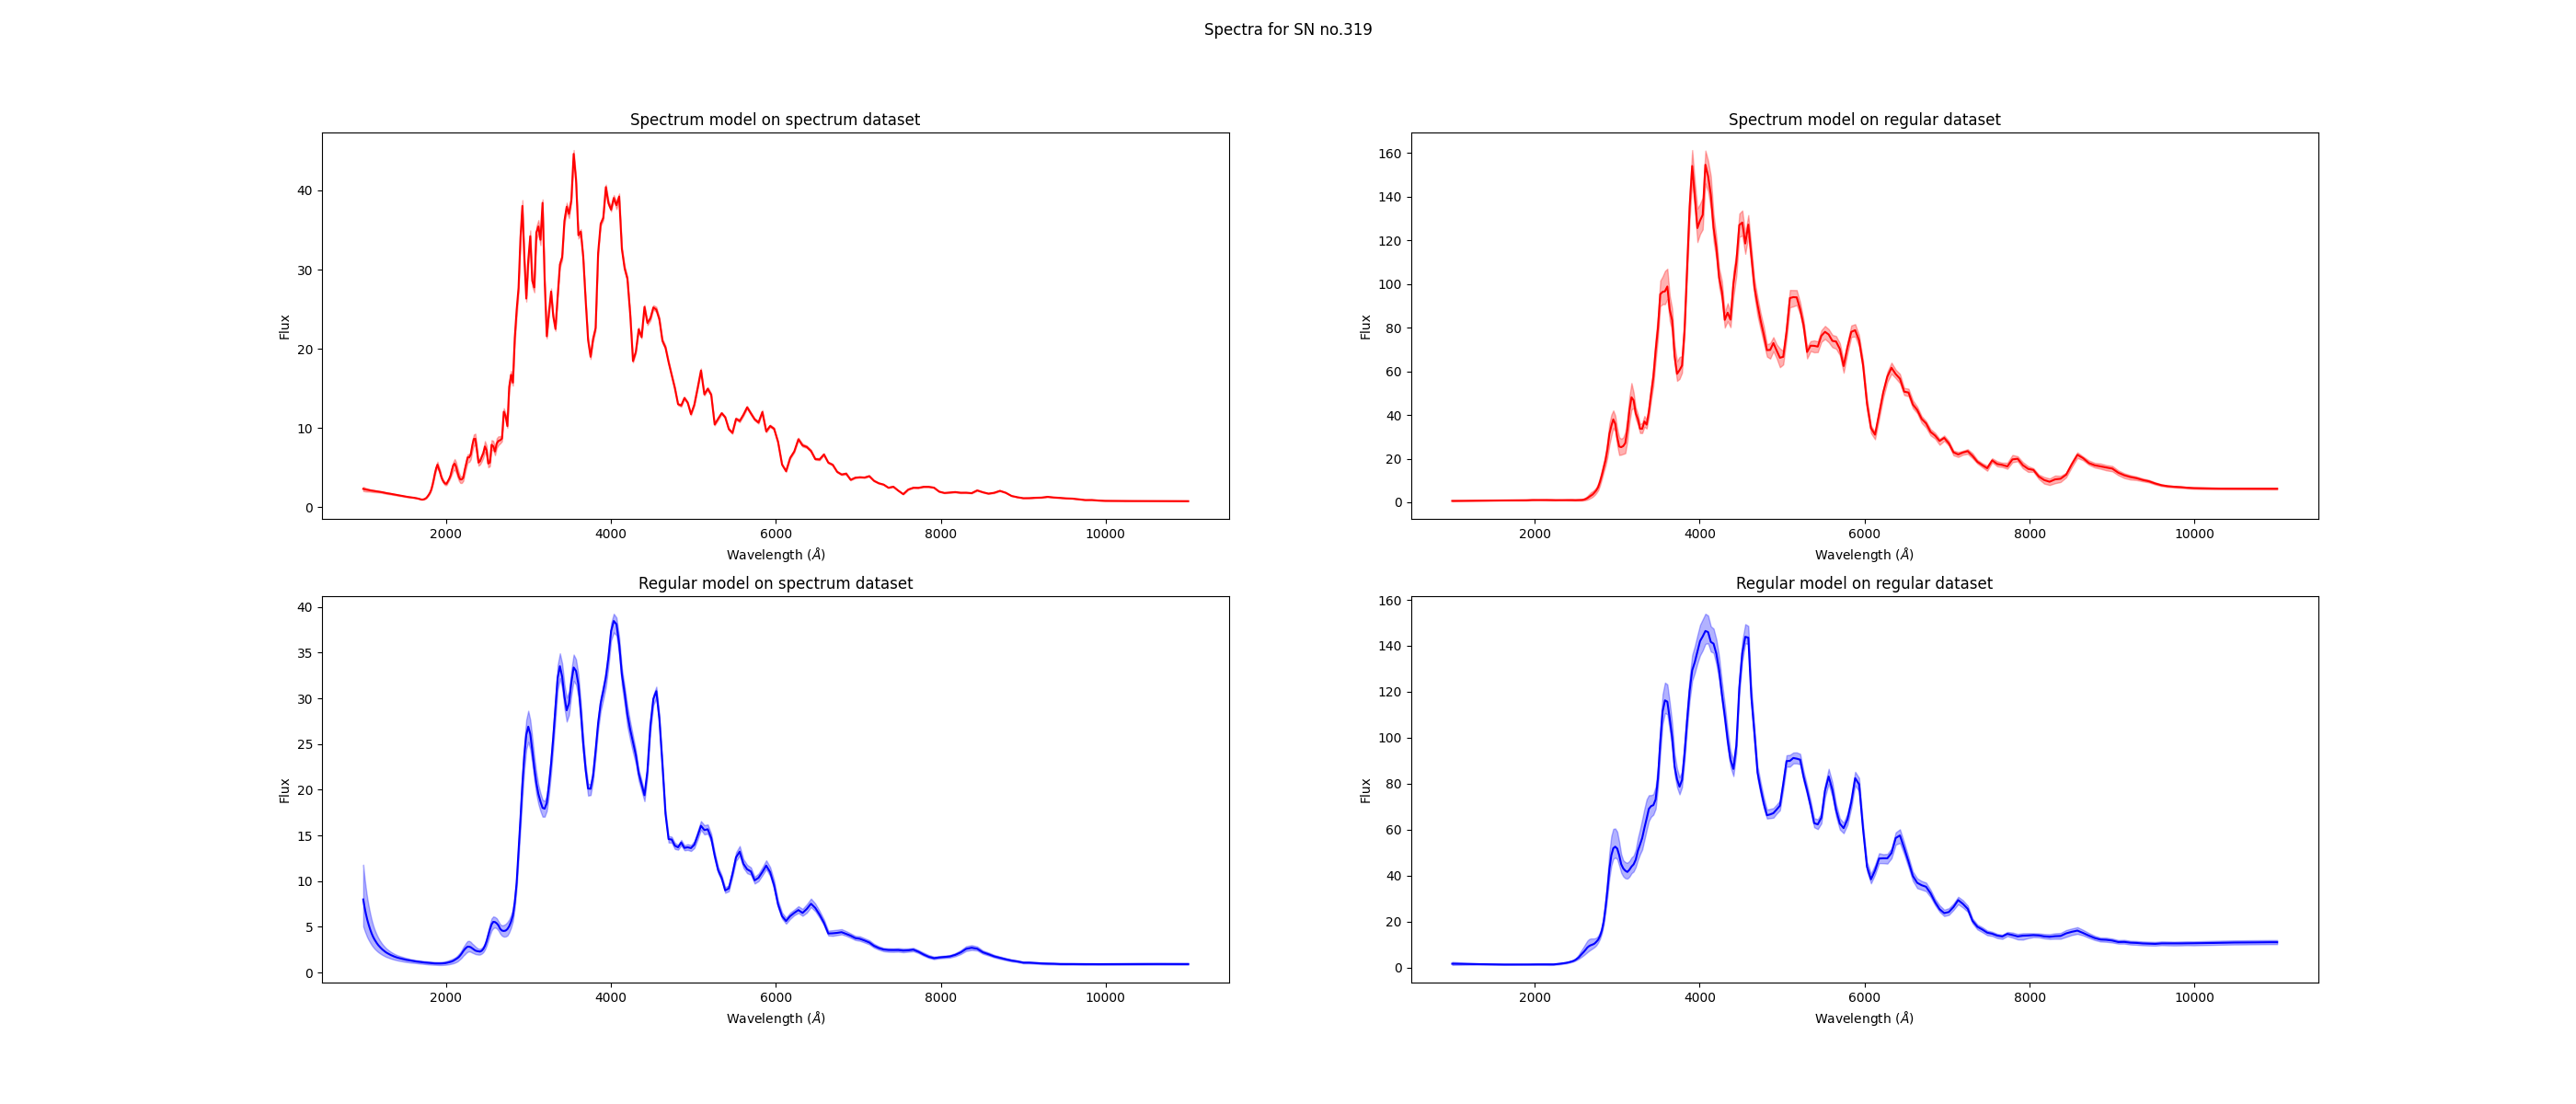 Spectra for SN no.319
Spectrum model on spectrum dataset
Flux
0
10
20
30
40
2000 4000 6000 8000 10000
Wavelength (Å)
Spectrum model on regular dataset
Flux
0
20
40
60
80
100
120
140
160
2000 4000 6000 8000 10000
Wavelength (Å)
Regular model on spectrum dataset
Flux
0
5
10
15
20
25
30
35
40
2000 4000 6000 8000 10000
Wavelength (Å)
Regular model on regular dataset
Flux
0
20
40
60
80
100
120
140
160
2000 4000 6000 8000 10000
Wavelength (Å)